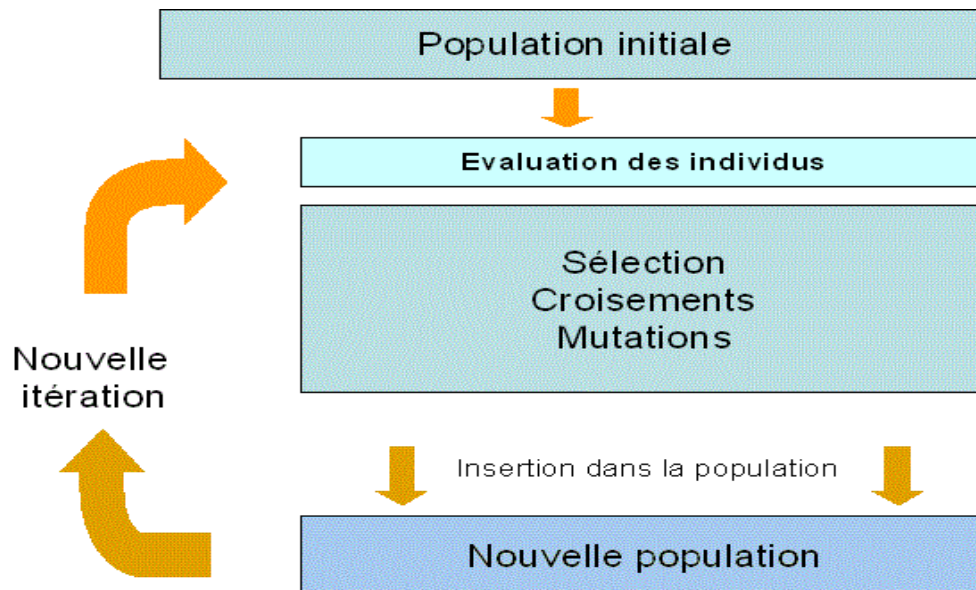 Population initiale
Evaluation des individus
Sélection
Croisements
Mutations
Nouvelle
itération
Insertion dans la population
Nouvelle population